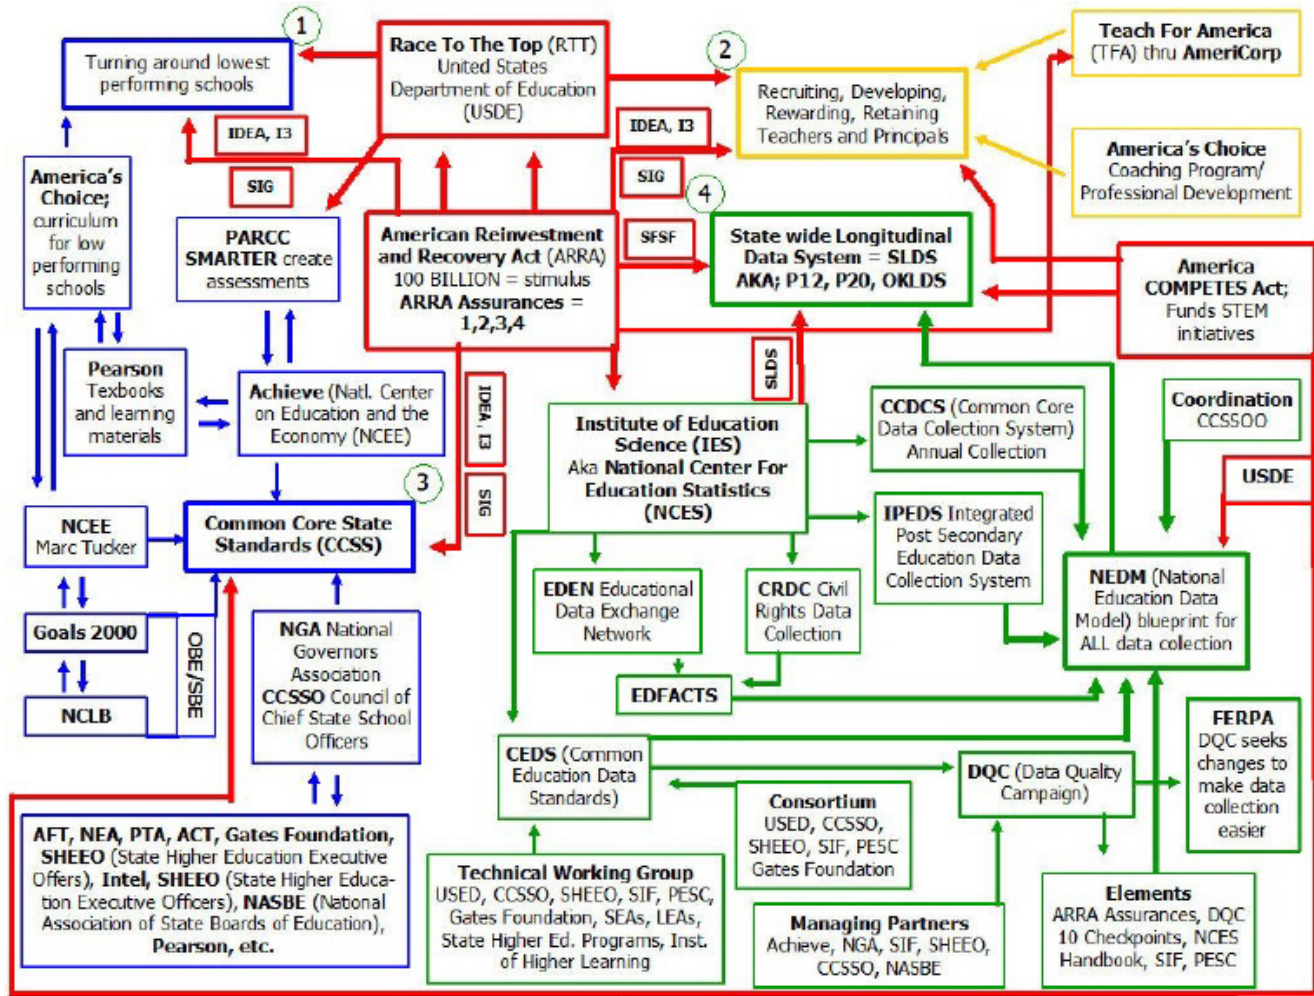 1
Turning around lowest
performing schools
Race To The Top (RTT)
United States
Department of Education
(USDE)
2
Recruiting, Developing,
Rewarding, Retaining
Teachers and Principals
Teach For America
(TFA) thru AmeriCorp
America's Choice
Coaching Program/
Professional Development
IDEA, I3
SIG
IDEA, I3
SIG
America's
Choice;
curriculum
for low
performing
schools
PARCC
SMARTER create
assessments
American Reinvestment
and Recovery Act (ARRA)
100 BILLION = stimulus
ARRA Assurances =
1,2,3,4
SFSF
4
State wide Longitudinal
Data System = SLDS
AKA; P12, P20, OKLDS
America
COMPETES Act;
Funds STEM
initiatives
Pearson
Texbooks
and learning
materials
Achieve (Natl. Center
on Education and the
Economy (NCEE)
IDEA, I3
SIG
SLDS
Institute of Education
Science (IES)
Aka National Center For
Education Statistics
(NCES)
CCDCS (Common Core
Data Collection System)
Annual Collection
Coordination
CCSSOO
USDE
3
Common Core State
Standards (CCSS)
NCEE
Marc Tucker
IPEDS Integrated
Post Secondary
Education Data
Collection System
EDEN Educational
Data Exchange
Network
CRDC Civil
Rights Data
Collection
NEDM (National
Education Data
Model) blueprint for
ALL data collection
Goals 2000
OBE/SBE
NCLB
NGA National
Governors
Association
CCSSO Council of
Chief State School
Officers
EDFACTS
CEDS (Common
Education Data
Standards)
DQC (Data Quality
Campaign)
FERPA
DQC seeks
changes to
make data
collection
easier
Consortium
USED, CCSSO,
SHEEO, SIF, PESC
Gates Foundation
AFT, NEA, PTA, ACT, Gates Foundation,
SHEEO (State Higher Education Executive
Offers), Intel, SHEEO (State Higher Educa-
tion Executive Officers), NASBE (National
Association of State Boards of Education),
Pearson, etc.
Technical Working Group
USED, CCSSO, SHEEO, SIF, PESC,
Gates Foundation, SEAs, LEAs,
State Higher Ed. Programs, Inst.
of Higher Learning
Managing Partners
Achieve, NGA, SIF, SHEEO,
CCSSO, NASBE
Elements
ARRA Assurances, DQC
10 Checkpoints, NCES
Handbook, SIF, PESC